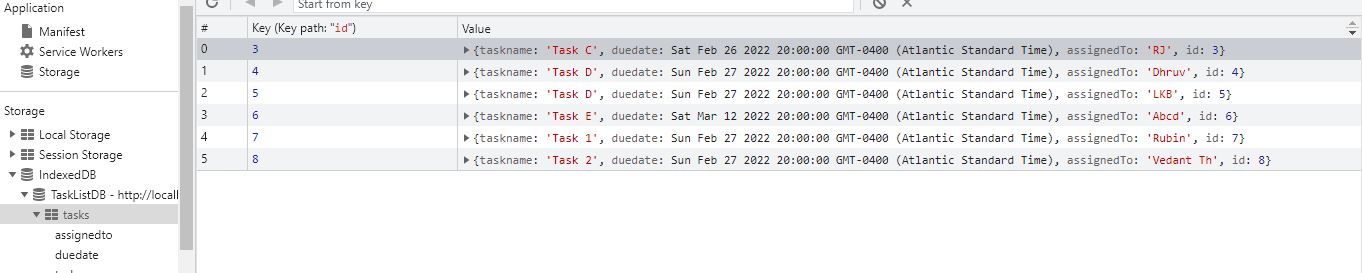 Application
Manifest
Service Workers
Storage
Storage
Local Storage
Session Storage
IndexedDB
TaskListDB - http://local
tasks
assignedto
duedate
Start from key
# Key (Key path: "id") Value
0 3 {taskname: 'Task C', duedate: Sat Feb 26 2022 20:00:00 GMT-0400 (Atlantic Standard Time), assignedTo: 'RJ', id: 3}
1 4 {taskname: 'Task D', duedate: Sun Feb 27 2022 20:00:00 GMT-0400 (Atlantic Standard Time), assignedTo: 'Dhruv', id: 4}
2 5 {taskname: 'Task D', duedate: Sun Feb 27 2022 20:00:00 GMT-0400 (Atlantic Standard Time), assignedTo: 'LKB', id: 5}
3 6 {taskname: 'Task E', duedate: Sat Mar 12 2022 20:00:00 GMT-0400 (Atlantic Standard Time), assignedTo: 'Abcd', id: 6}
4 7 {taskname: 'Task 1', duedate: Sun Feb 27 2022 20:00:00 GMT-0400 (Atlantic Standard Time), assignedTo: 'Rubin', id: 7}
5 8 {taskname: 'Task 2', duedate: Sun Feb 27 2022 20:00:00 GMT-0400 (Atlantic Standard Time), assignedTo: 'Vedant Th', id: 8}